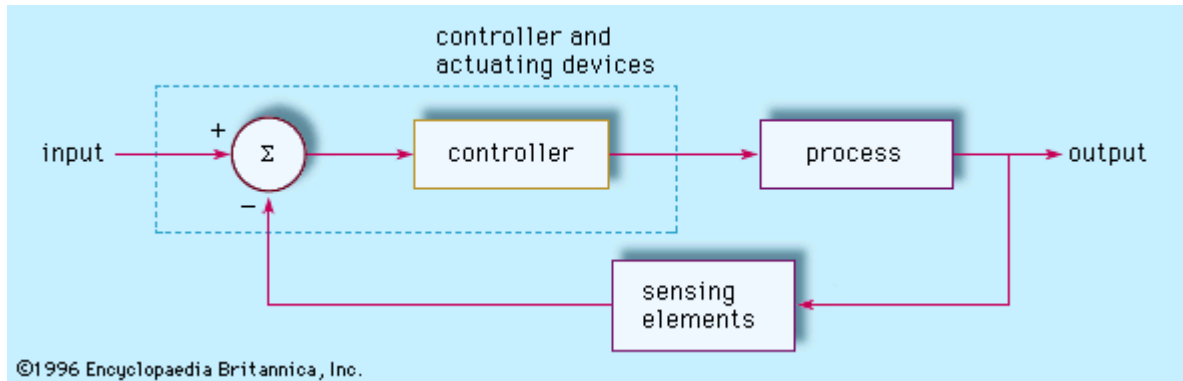 controller and
actuating devices
input
+
Σ
−
controller
process
output
sensing
elements
©1996 Encyclopaedia Britannica, Inc.